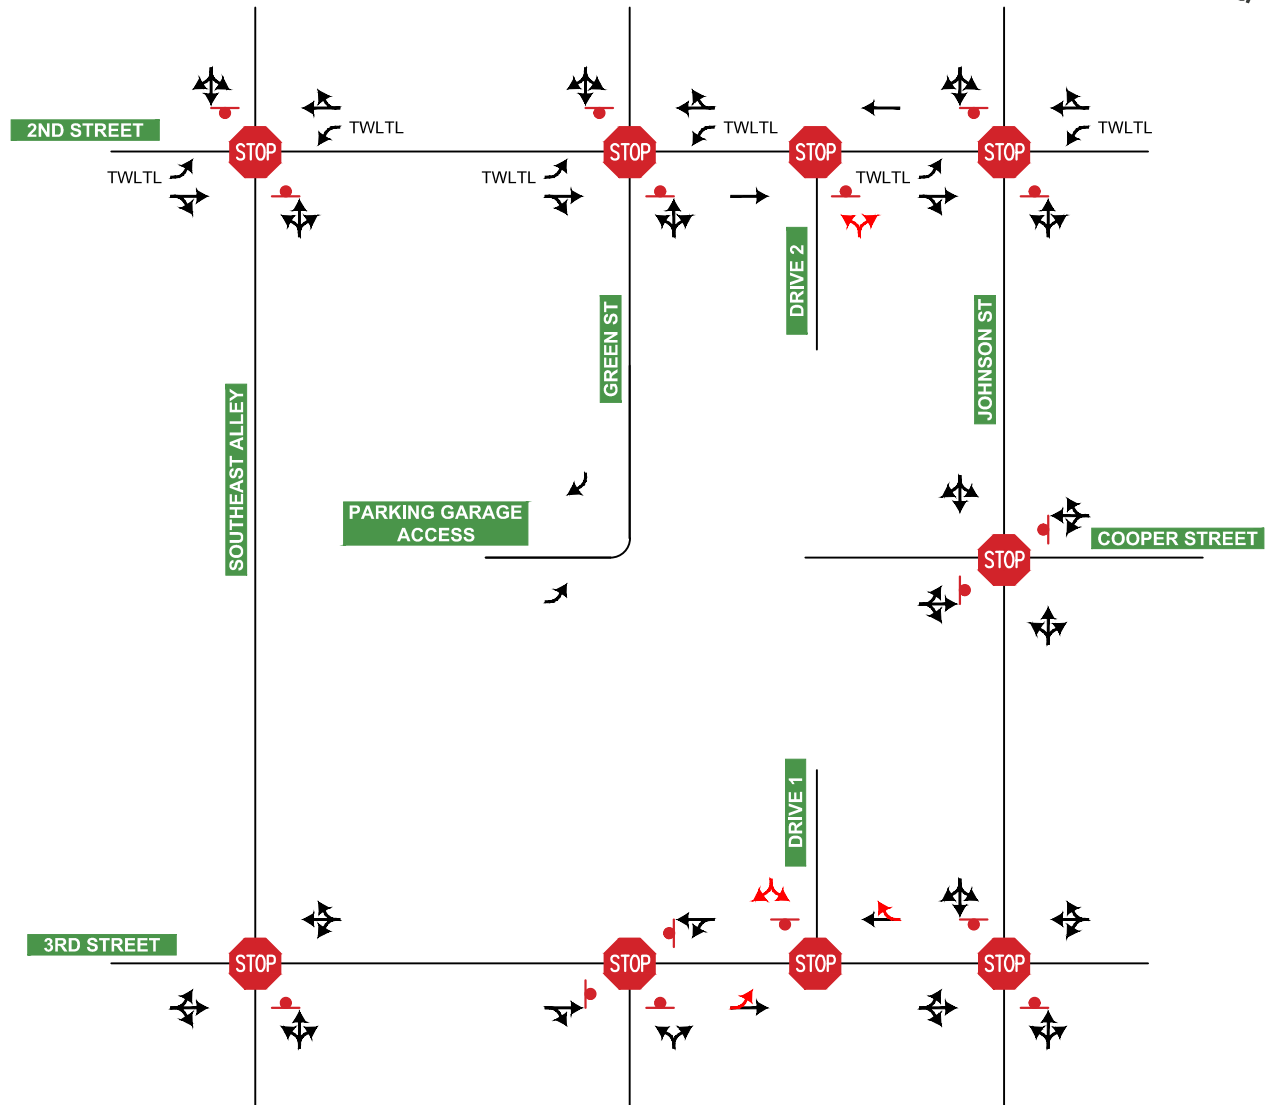 TWLTL
TWLTL
TWLTL
2ND STREET
STOP
STOP
STOP
STOP
TWLTL
TWLTL
TWLTL
DRIVE 2
GREEN ST
JOHNSON ST
SOUTHEAST ALLEY
PARKING GARAGE
ACCESS
COOPER STREET
STOP
DRIVE 1
3RD STREET
STOP
STOP
STOP
STOP